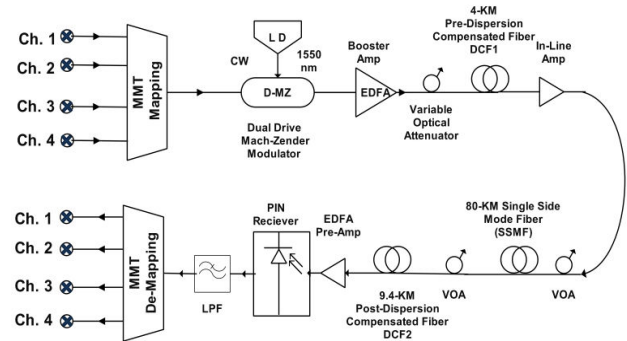 Ch. 1
Ch. 2
Ch. 3
Ch. 4
MMT
Mapping
CW
L D
1550
nm
D-MZ
Dual Drive
Mach-Zender
Modulator
Booster
Amp
EDFA
Variable
Optical
Attenuator
4-KM
Pre-Dispersion
Compensated Fiber
DCF1
In-Line
Amp
Ch. 1
Ch. 2
Ch. 3
Ch. 4
MMT
De-Mapping
LPF
PIN
Reciever
EDFA
Pre-Amp
9.4-KM
Post-Dispersion
Compensated Fiber
DCF2
VOA
80-KM Single Side
Mode Fiber
(SSMF)
VOA